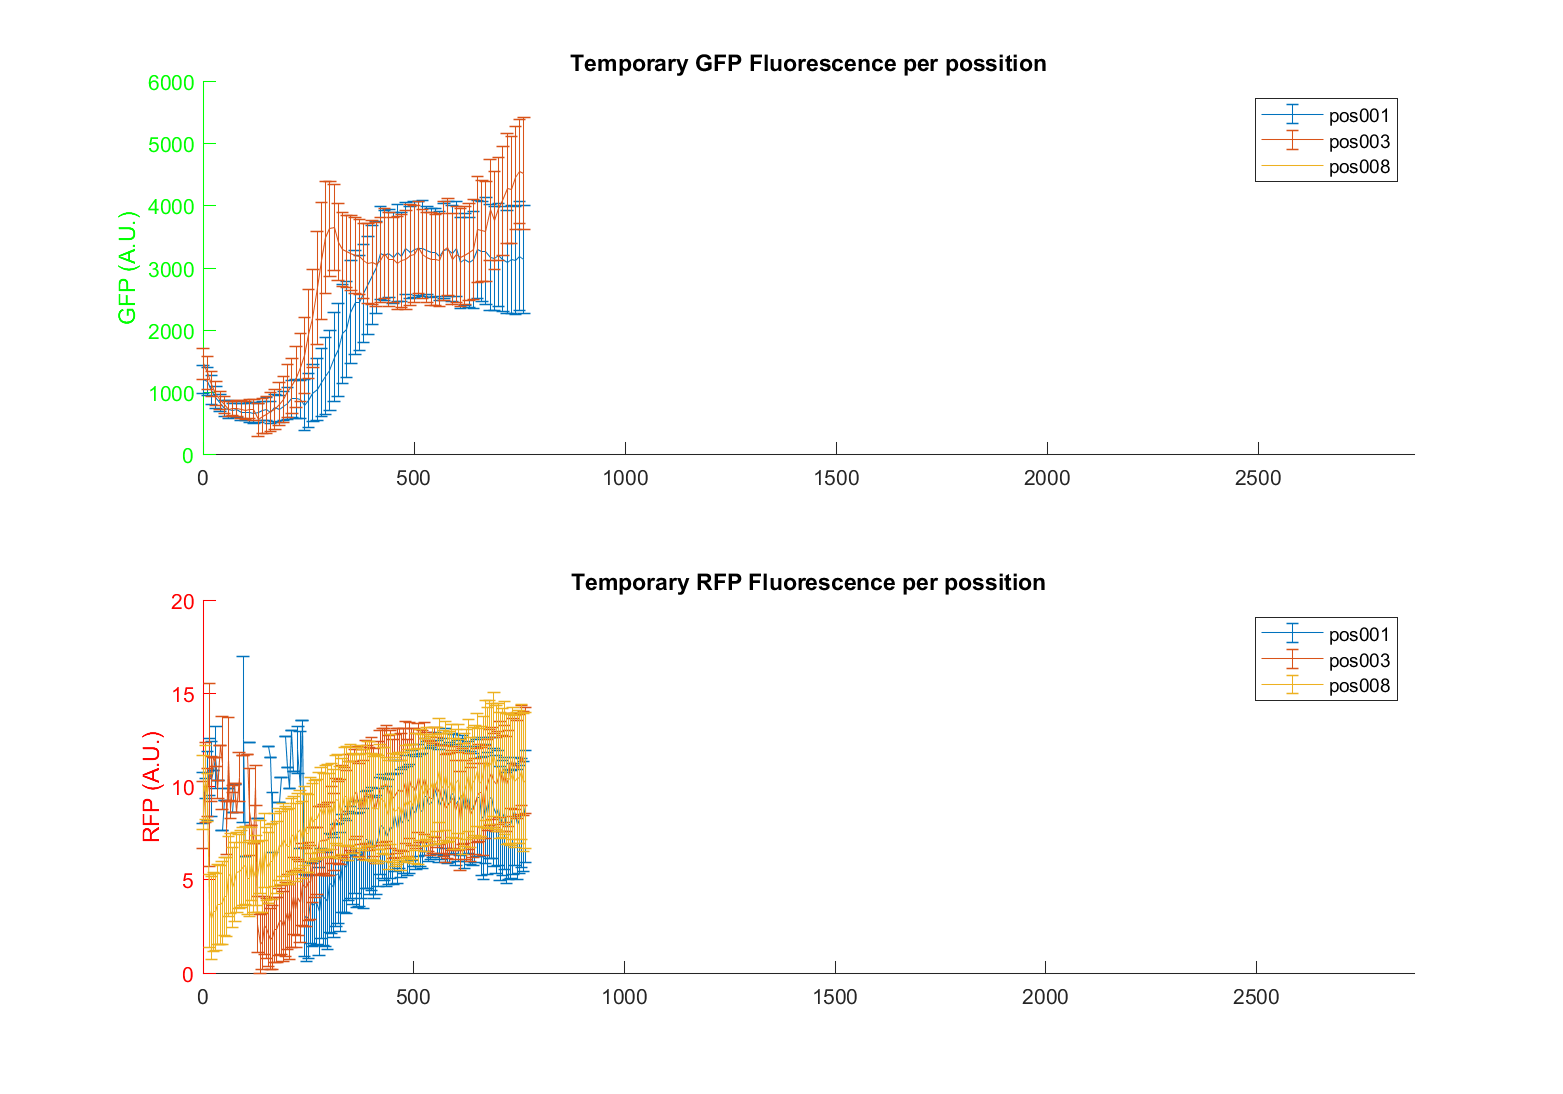 Temporary GFP Fluorescence per possition
6000
5000
4000
3000
2000
1000
0
GFP (A.U.)
0 500 1000 1500 2000 2500
pos001
pos003
pos008
Temporary RFP Fluorescence per possition
20
15
10
5
0
RFP (A.U.)
0 500 1000 1500 2000 2500
pos001
pos003
pos008